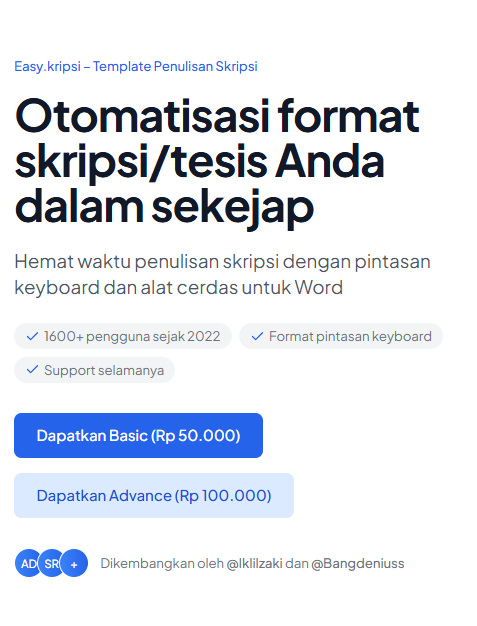 Easy.kripsi – Template Penulisan Skripsi
Otomatisasi format
skripsi/tesis Anda
dalam sekejap
Hemat waktu penulisan skripsi dengan pintasan
keyboard dan alat cerdas untuk Word
1600+ pengguna sejak 2022
Format pintasan keyboard
Support selamanya
Dapatkan Basic (Rp 50.000)
Dapatkan Advance (Rp 100.000)
AD SR + Dikembangkan oleh @Iklilzaki dan @Bangdeniuss